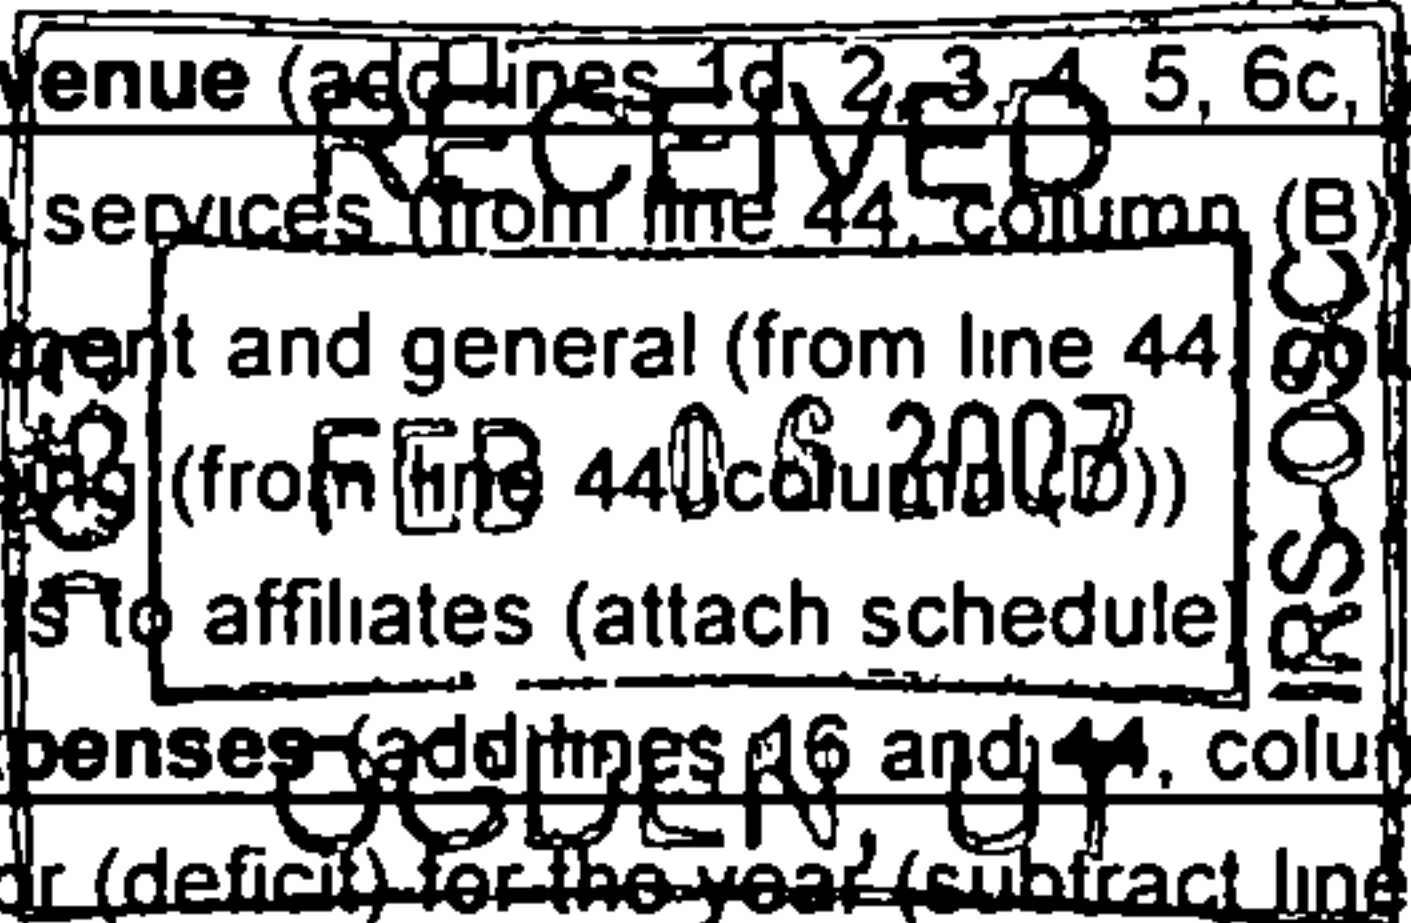 venue (add lines 1d, 2, 3, 4, 5, 6c,
RECEIVED
services (from line 44, column (B)
ment and general (from line 44,
FEB 06 2007
(from line 44, column (D))
s to affiliates (attach schedule)
penses (add lines 16 and 44, colum
OGDEN, UT
or (deficit) for the year (subtract line
IRS-OSC